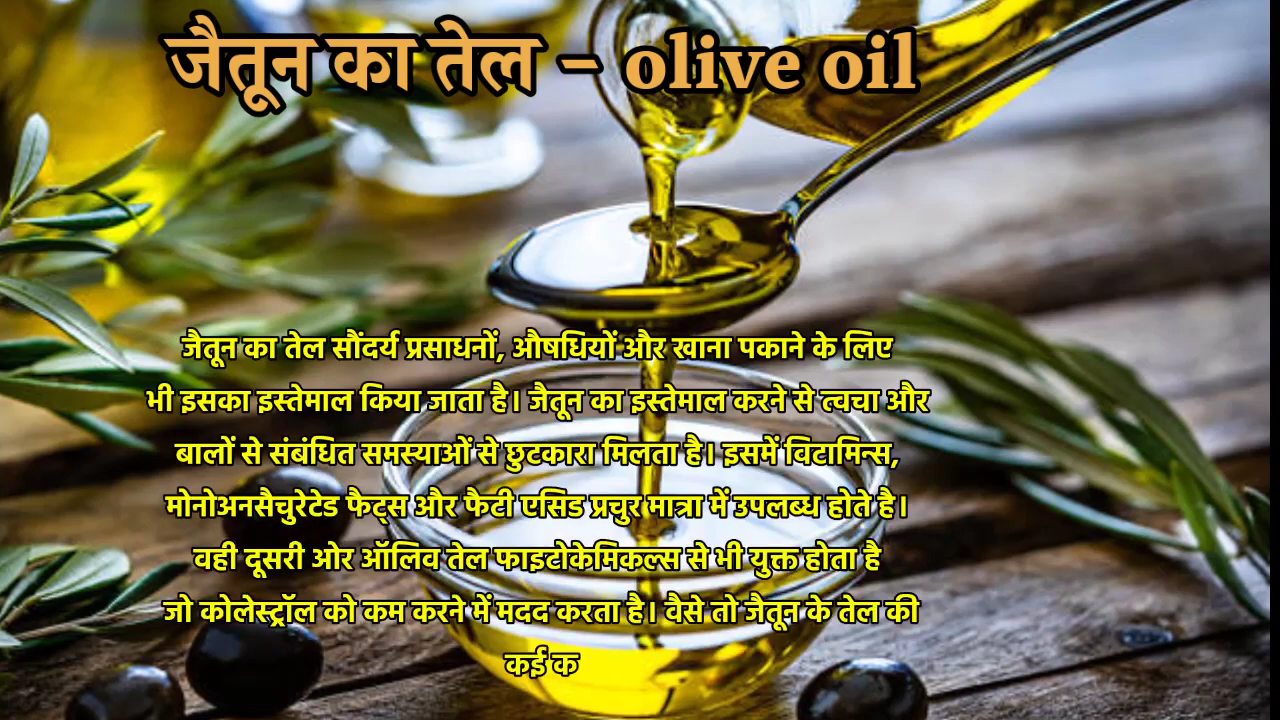 जैतून का तेल - olive oil
जैतून का तेल सौंदर्य प्रसाधनों, औषधियों और खाना पकाने के लिए
भी इसका इस्तेमाल किया जाता है। जैतून का इस्तेमाल करने से त्वचा और
बालों से संबंधित समस्याओं से छुटकारा मिलता है। इसमें विटामिन्स,
मोनोअनसैचुरेटेड फैट्स और फैटी एसिड प्रचुर मात्रा में उपलब्ध होते है।
वही दूसरी ओर ऑलिव तेल फाइटोकेमिकल्स से भी युक्त होता है
जो कोलेस्ट्रॉल को कम करने में मदद करता है। वैसे तो जैतून के तेल की
कई क